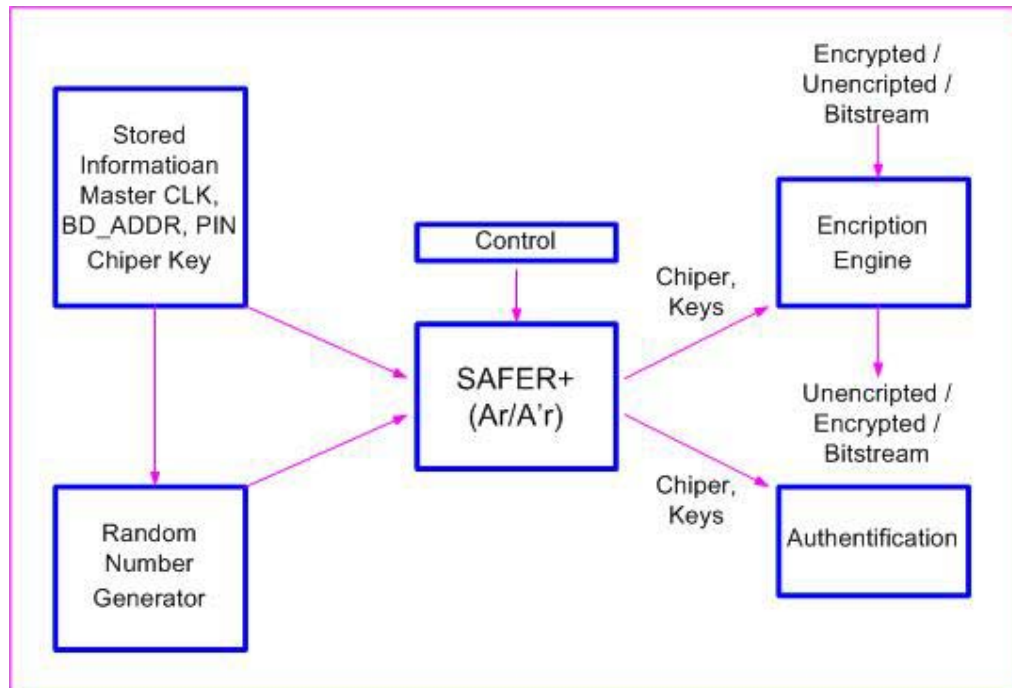 Stored
Informatioan
Master CLK,
BD_ADDR, PIN
Chiper Key
Random
Number
Generator
Control
SAFER+
(Ar/A'r)
Chiper,
Keys
Chiper,
Keys
Encrypted /
Unencripted /
Bitstream
Encription
Engine
Unencripted /
Encrypted /
Bitstream
Authentification